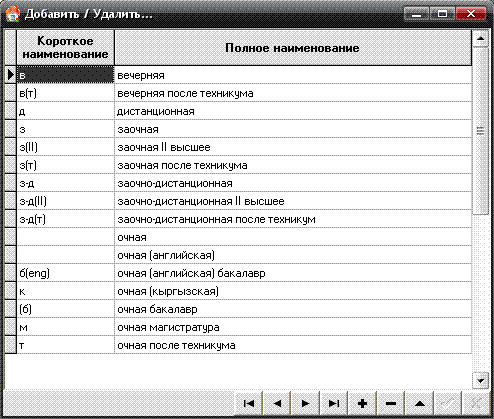 Добавить / Удалить...
Короткое наименование Полное наименование
в вечерняя
в(т) вечерняя после техникума
д дистанционная
з заочная
з(II) заочная II высшее
з(т) заочная после техникума
з-д заочно-дистанционная
з-д(II) заочно-дистанционная II высшее
з-д(т) заочно-дистанционная после техникум
очная
очная (английская)
б(eng) очная (английская) бакалавр
к очная (кыргызская)
(б) очная бакалавр
м очная магистратура
т очная после техникума